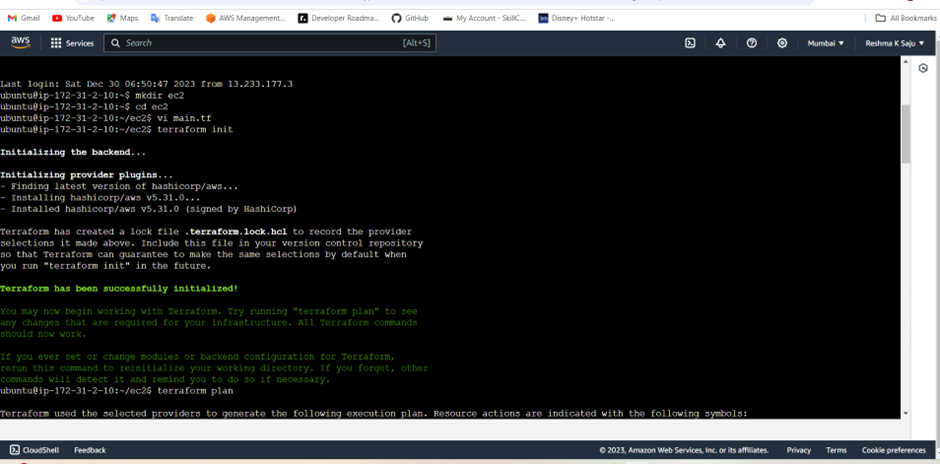 Gmail YouTube Maps Translate AWS Management... Developer Roadma... GitHub My Account - SkillC... Disney+ Hotstar -... All Bookmarks
aws Services Search [Alt+S] Mumbai ▼ Reshma K Saju ▼
Last login: Sat Dec 30 06:50:47 2023 from 13.233.177.3
ubuntu@ip-172-31-2-10:~$ mkdir ec2
ubuntu@ip-172-31-2-10:~$ cd ec2
ubuntu@ip-172-31-2-10:~/ec2$ vi main.tf
ubuntu@ip-172-31-2-10:~/ec2$ terraform init
Initializing the backend...
Initializing provider plugins...
- Finding latest version of hashicorp/aws...
- Installing hashicorp/aws v5.31.0...
- Installed hashicorp/aws v5.31.0 (signed by HashiCorp)
Terraform has created a lock file .terraform.lock.hcl to record the provider
selections it made above. Include this file in your version control repository
so that Terraform can guarantee to make the same selections by default when
you run "terraform init" in the future.
Terraform has been successfully initialized!
You may now begin working with Terraform. Try running "terraform plan" to see
any changes that are required for your infrastructure. All Terraform commands
should now work.
If you ever set or change modules or backend configuration for Terraform,
rerun this command to reinitialize your working directory. If you forget, other
commands will detect it and remind you to do so if necessary.
ubuntu@ip-172-31-2-10:~/ec2$ terraform plan
Terraform used the selected providers to generate the following execution plan. Resource actions are indicated with the following symbols:
CloudShell Feedback © 2023, Amazon Web Services, Inc. or its affiliates. Privacy Terms Cookie preferences